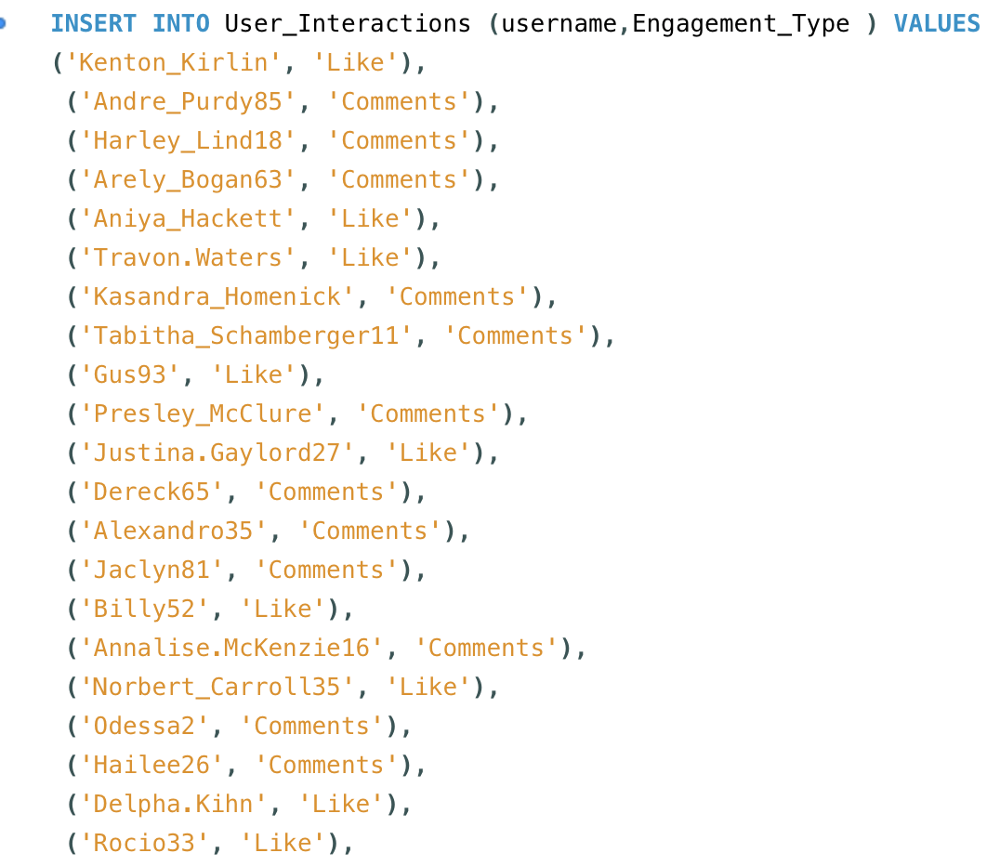 INSERT INTO User_Interactions (username,Engagement_Type ) VALUES
('Kenton_Kirlin', 'Like'),
('Andre_Purdy85', 'Comments'),
('Harley_Lind18', 'Comments'),
('Arely_Bogan63', 'Comments'),
('Aniya_Hackett', 'Like'),
('Travon.Waters', 'Like'),
('Kasandra_Homenick', 'Comments'),
('Tabitha_Schamberger11', 'Comments'),
('Gus93', 'Like'),
('Presley_McClure', 'Comments'),
('Justina.Gaylord27', 'Like'),
('Dereck65', 'Comments'),
('Alexandro35', 'Comments'),
('Jaclyn81', 'Comments'),
('Billy52', 'Like'),
('Annalise.McKenzie16', 'Comments'),
('Norbert_Carroll35', 'Like'),
('Odessa2', 'Comments'),
('Hailee26', 'Comments'),
('Delpha.Kihn', 'Like'),
('Rocio33', 'Like'),